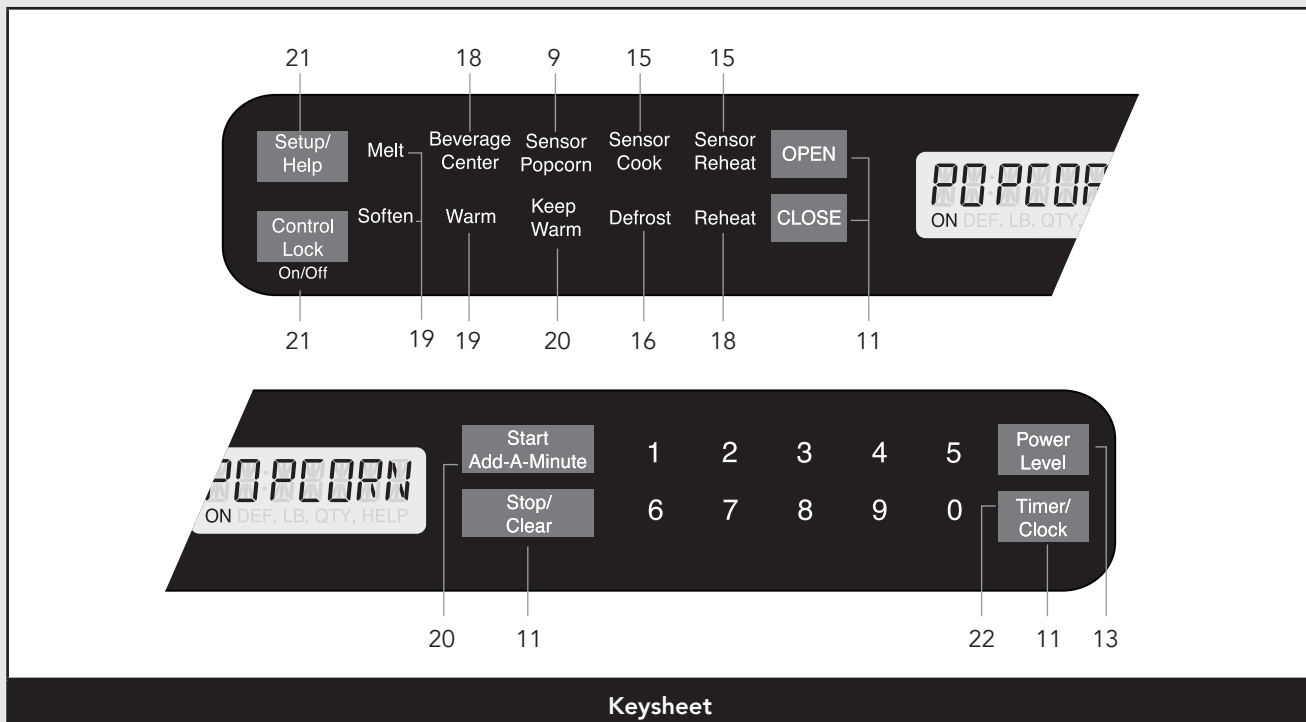 21 18 9 15 15
Setup/
Help
Melt
Beverage
Center
Sensor
Popcorn
Sensor
Cook
Sensor
Reheat
OPEN
Control
Lock
On/Off
Soften
Warm
Keep
Warm
Defrost
Reheat
CLOSE
POPCOR
ON DEF. LB. QTY.
21 19 19 20 16 18 11
POPCORN
ON DEF. LB. QTY. HELP
Start
Add-A-Minute
1 2 3 4 5
Power
Level
Stop/
Clear
6 7 8 9 0
Timer/
Clock
20 11 22 11 13
Keysheet